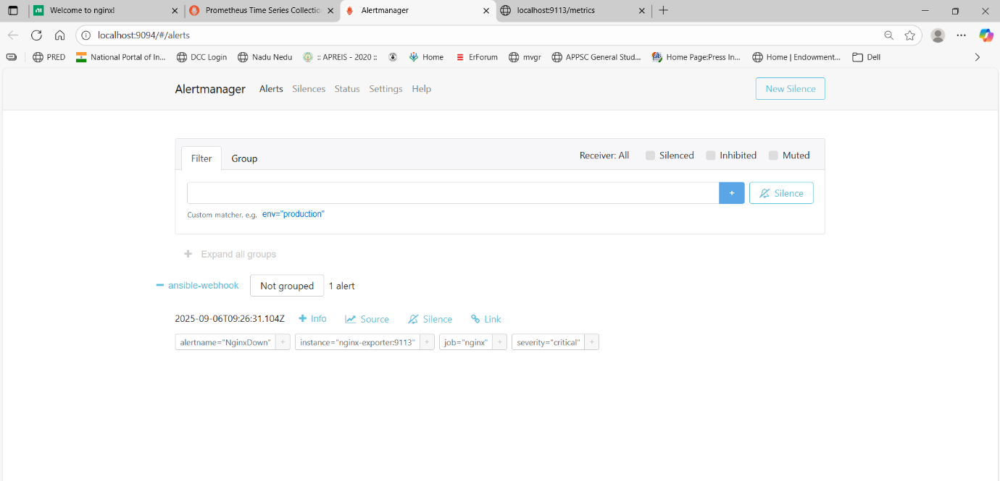 Welcome to nginx!
Prometheus Time Series Collectio
Alertmanager
localhost:9113/metrics
localhost:9094/#/alerts
PRED
National Portal of In...
DCC Login
Nadu Nedu
:: APREIS - 2020 ::
Home
ErForum
mvgr
APPSC General Stud...
Home Page:Press In...
Home | Endowment...
Dell
Alertmanager Alerts Silences Status Settings Help New Silence
Filter Group Receiver: All Silenced Inhibited Muted
+ Silence
Custom matcher, e.g. env="production"
+ Expand all groups
− ansible-webhook Not grouped 1 alert
2025-09-06T09:26:31.104Z + Info Source Silence Link
alertname="NginxDown" + instance="nginx-exporter:9113" + job="nginx" + severity="critical" +